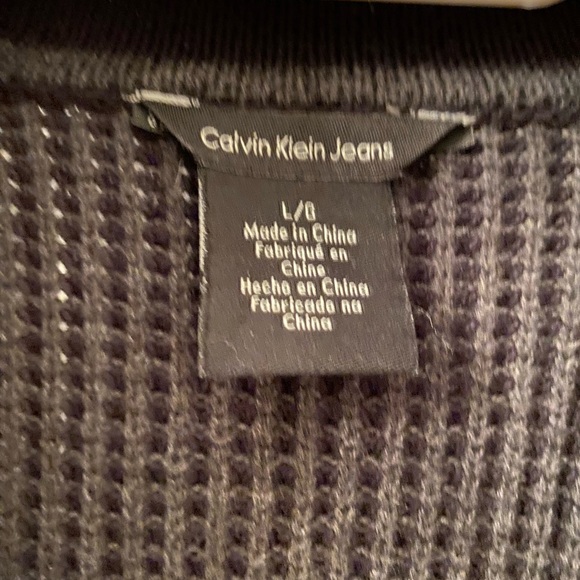 Calvin Klein Jeans
L/G
Made in China
Fabriqué en
Chine
Hecho en China
Fabricado na
China